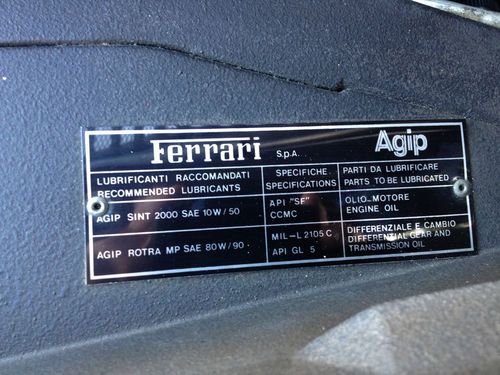 Ferrari S.p.A. Agip
LUBRIFICANTI RACCOMANDATI
RECOMMENDED LUBRICANTS
SPECIFICHE
SPECIFICATIONS
PARTI DA LUBRIFICARE
PARTS TO BE LUBRICATED
AGIP SINT 2000 SAE 10W/50
API "SF"
CCMC
OLIO-MOTORE
ENGINE OIL
AGIP ROTRA MP SAE 80W/90
MIL-L2105C
API GL 5
DIFFERENZIALE E CAMBIO
DIFFERENTIAL GEAR AND
TRANSMISSION OIL